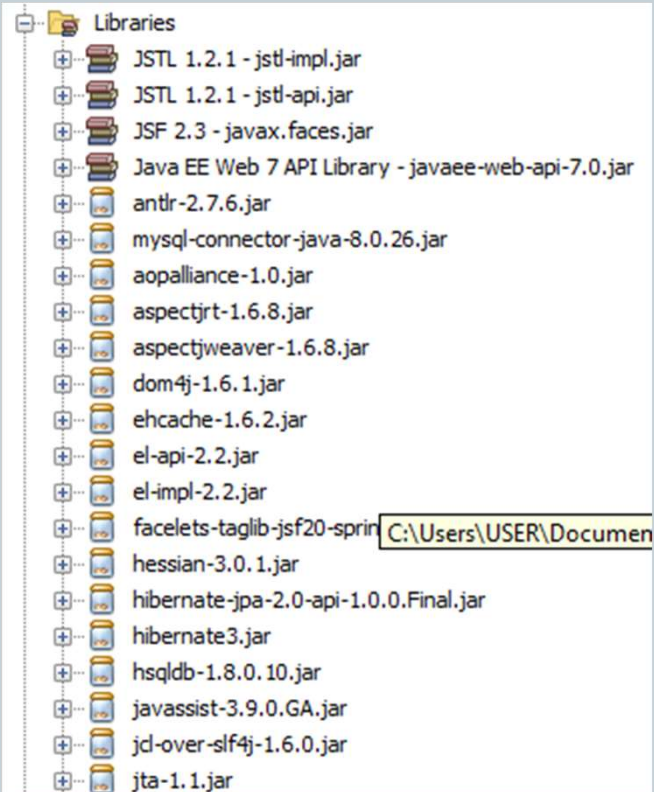 Libraries
JSTL 1.2.1 - jstl-impl.jar
JSTL 1.2.1 - jstl-api.jar
JSF 2.3 - javax.faces.jar
Java EE Web 7 API Library - javaee-web-api-7.0.jar
antlr-2.7.6.jar
mysql-connector-java-8.0.26.jar
aopalliance-1.0.jar
aspectjrt-1.6.8.jar
aspectjweaver-1.6.8.jar
dom4j-1.6.1.jar
ehcache-1.6.2.jar
el-api-2.2.jar
el-impl-2.2.jar
facelets-taglib-jsf20-sprin C:\Users\USER\Documen
hessian-3.0.1.jar
hibernate-jpa-2.0-api-1.0.0.Final.jar
hibernate3.jar
hsqldb-1.8.0.10.jar
javassist-3.9.0.GA.jar
jcl-over-slf4j-1.6.0.jar
jta-1.1.jar